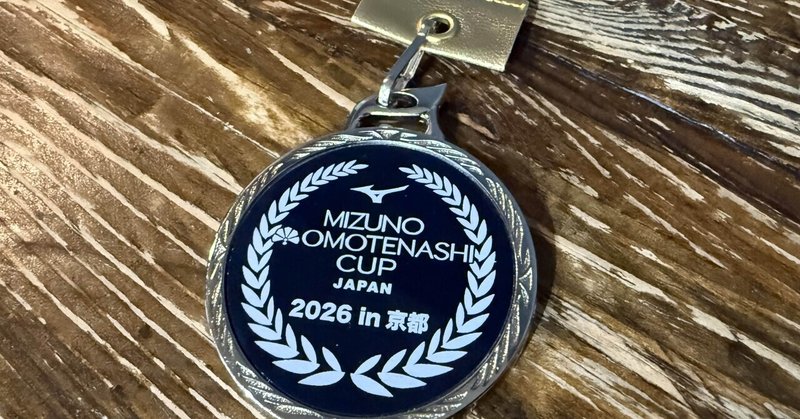 MIZUNO
OMOTENASHI
CUP
JAPAN
2026 in 京都